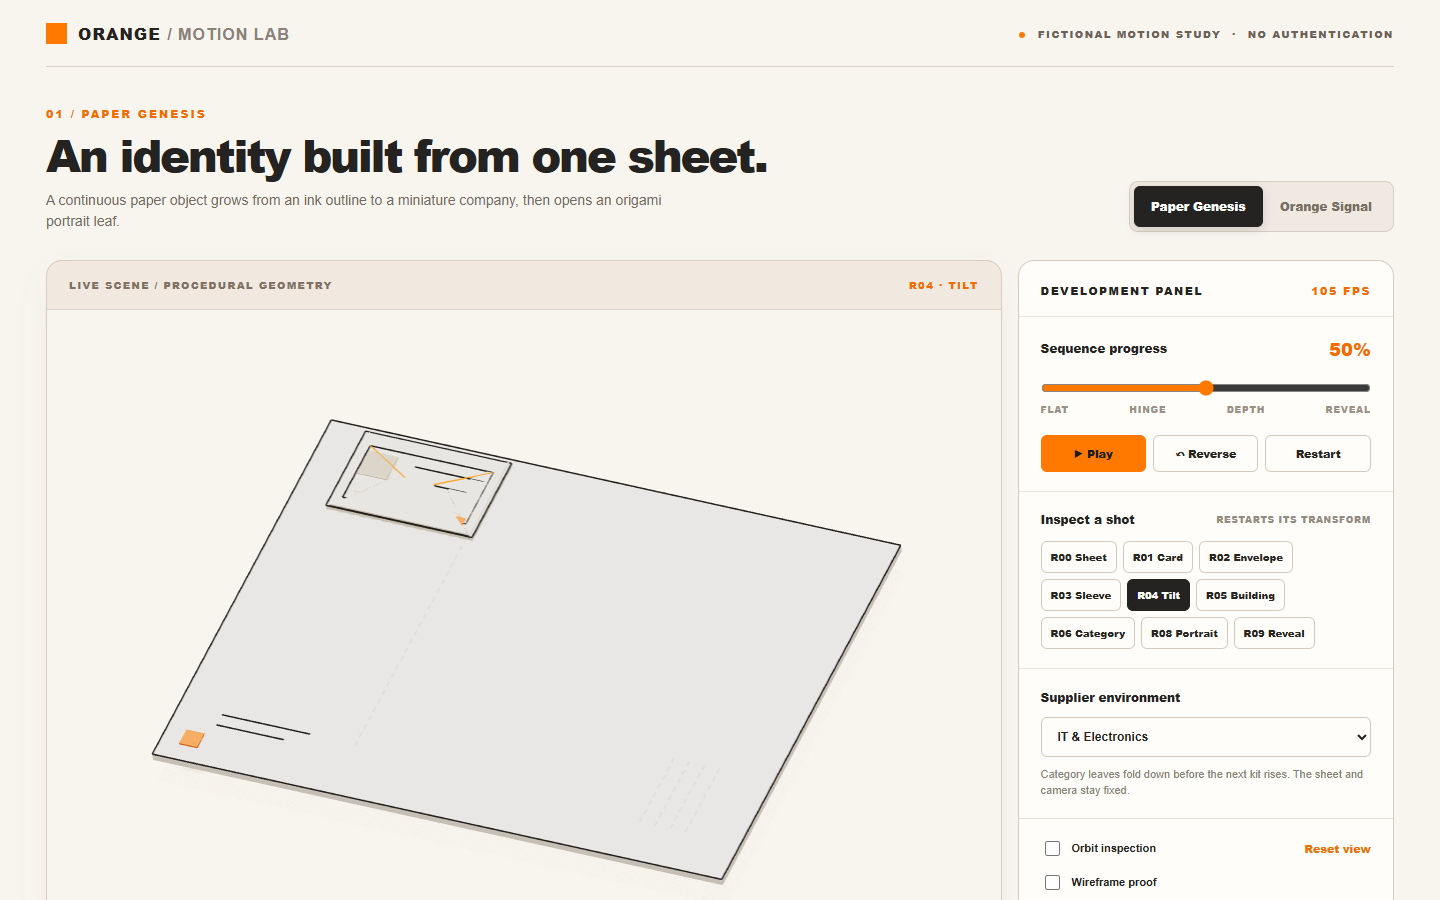 ORANGE / MOTION LAB
FICTIONAL MOTION STUDY · NO AUTHENTICATION
01 / PAPER GENESIS
An identity built from one sheet.
A continuous paper object grows from an ink outline to a miniature company, then opens an origami
portrait leaf.
Paper Genesis
Orange Signal
LIVE SCENE / PROCEDURAL GEOMETRY
R04 · TILT
DEVELOPMENT PANEL
105 FPS
Sequence progress
50%
FLAT HINGE DEPTH REVEAL
Play
Reverse
Restart
Inspect a shot
RESTARTS ITS TRANSFORM
R00 Sheet
R01 Card
R02 Envelope
R03 Sleeve
R04 Tilt
R05 Building
R06 Category
R08 Portrait
R09 Reveal
Supplier environment
IT & Electronics
Category leaves fold down before the next kit rises. The sheet and
camera stay fixed.
Orbit inspection
Reset view
Wireframe proof